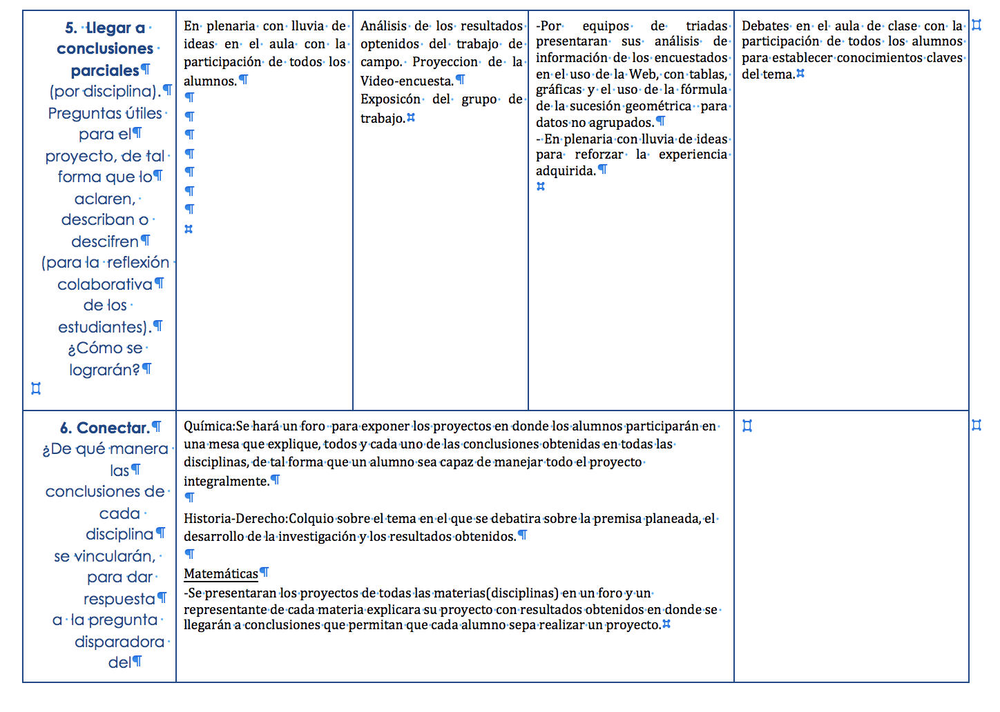 5. Llegar a
conclusiones
parciales¶
(por disciplina).¶
Preguntas útiles
para el¶
proyecto, de tal
forma que lo¶
aclaren,
describan o
descifren¶
(para la reflexión
colaborativa¶
de los
estudiantes).¶
¿Cómo se
lograrán?¶
En plenaria con lluvia de
ideas en el aula con la
participación de todos los
alumnos.¶
¶
¶
¶
¶
¶
¶
¶
Análisis de los resultados
optenidos del trabajo de
campo. Proyeccion de la
Video-encuesta.¶
Exposicón del grupo de
trabajo.¤
-Por equipos de triadas
presentaran sus análisis de
información de los encuestados
en el uso de la Web, con tablas,
gráficas y el uso de la fórmula
de la sucesión geométrica para
datos no agrupados.¶
- En plenaria con lluvia de ideas
para reforzar la experiencia
adquirida.¶
Debates en el aula de clase con la
participación de todos los alumnos
para establecer conocimientos claves
del tema.¤
6. Conectar.¶
¿De qué manera
las¶
conclusiones de
cada
disciplina¶
se vincularán,
para dar
respuesta¶
a la pregunta
disparadora
del¶
Química:Se hará un foro para exponer los proyectos en donde los alumnos participarán en
una mesa que explique, todos y cada uno de las conclusiones obtenidas en todas las
disciplinas, de tal forma que un alumno sea capaz de manejar todo el proyecto
integralmente.¶
¶
Historia-Derecho:Colquio sobre el tema en el que se debatira sobre la premisa planeada, el
desarrollo de la investigación y los resultados obtenidos.¶
¶
Matemáticas¶
-Se presentaran los proyectos de todas las materias(disciplinas) en un foro y un
representante de cada materia explicara su proyecto con resultados obtenidos en donde se
llegarán a conclusiones que permitan que cada alumno sepa realizar un proyecto.¤